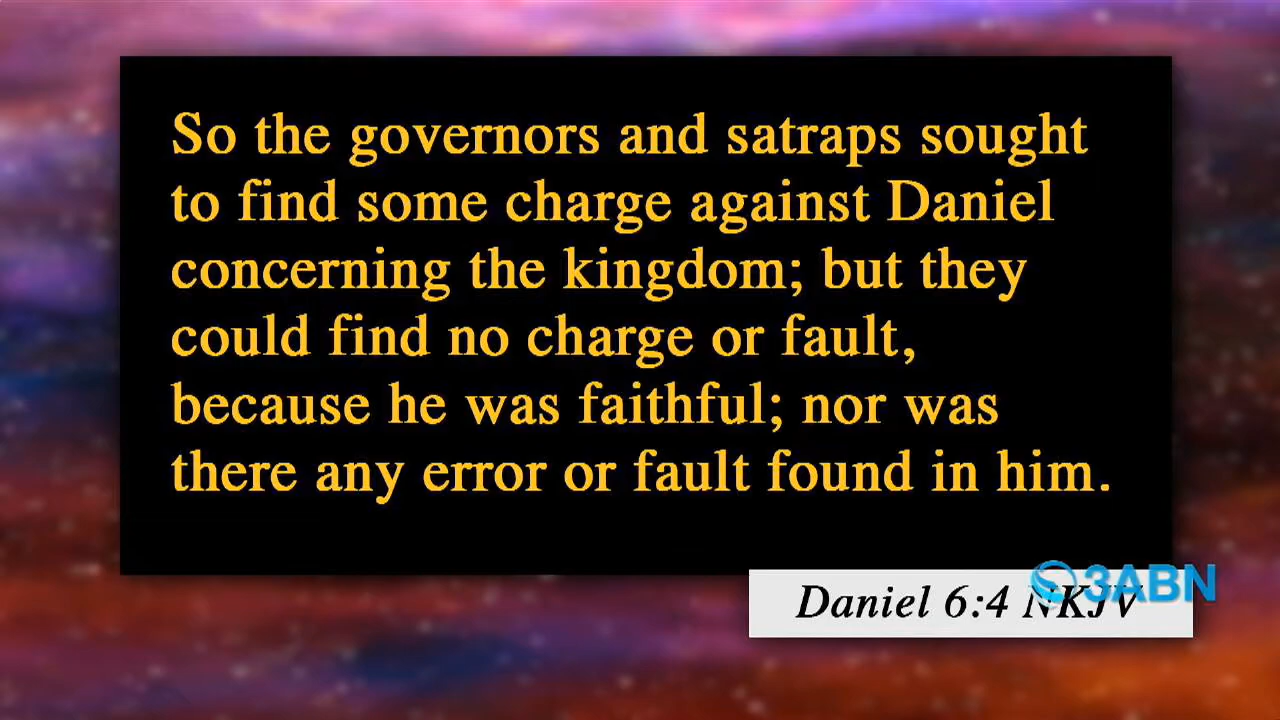 So the governors and satraps sought
to find some charge against Daniel
concerning the kingdom; but they
could find no charge or fault,
because he was faithful; nor was
there any error or fault found in him.
Daniel 6:4 NKJV
3ABN